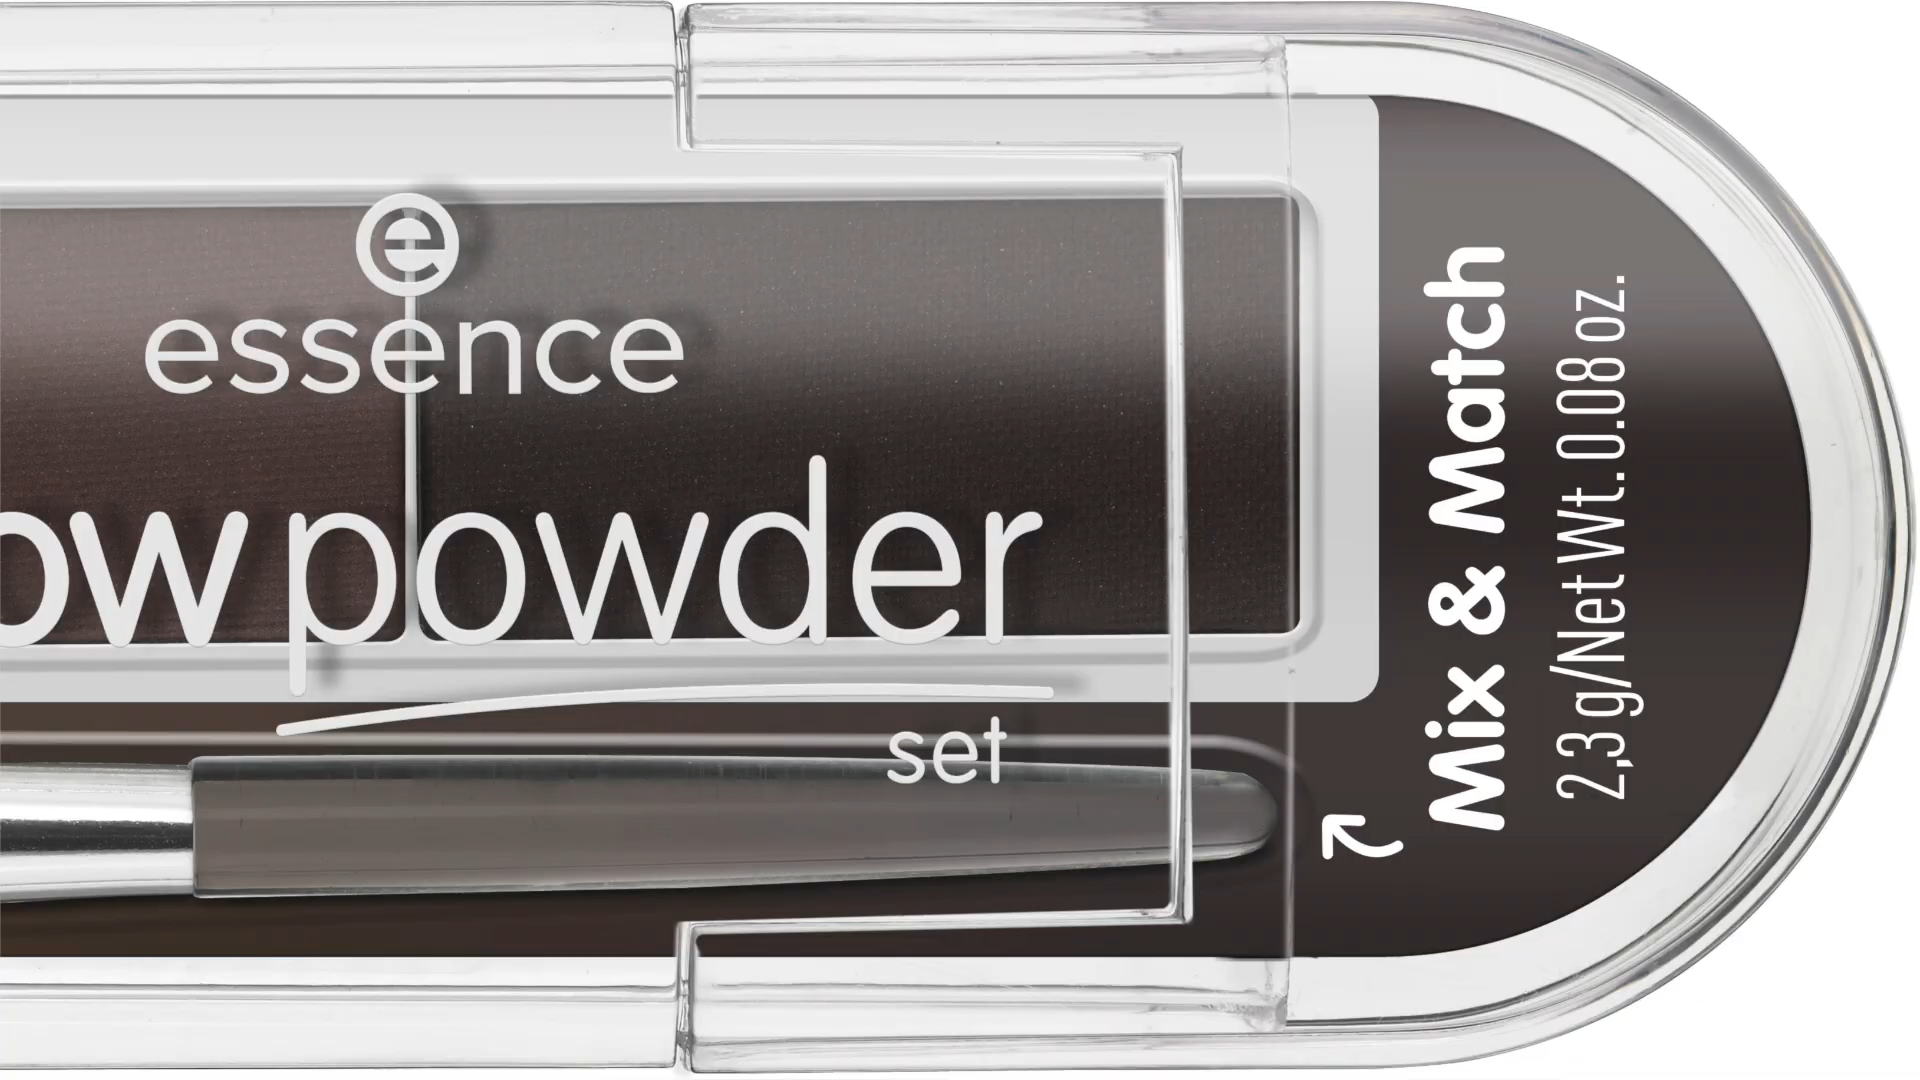 e
essence
ow powder
set
Mix & Match
2,3 g/Net Wt. 0.08 oz.